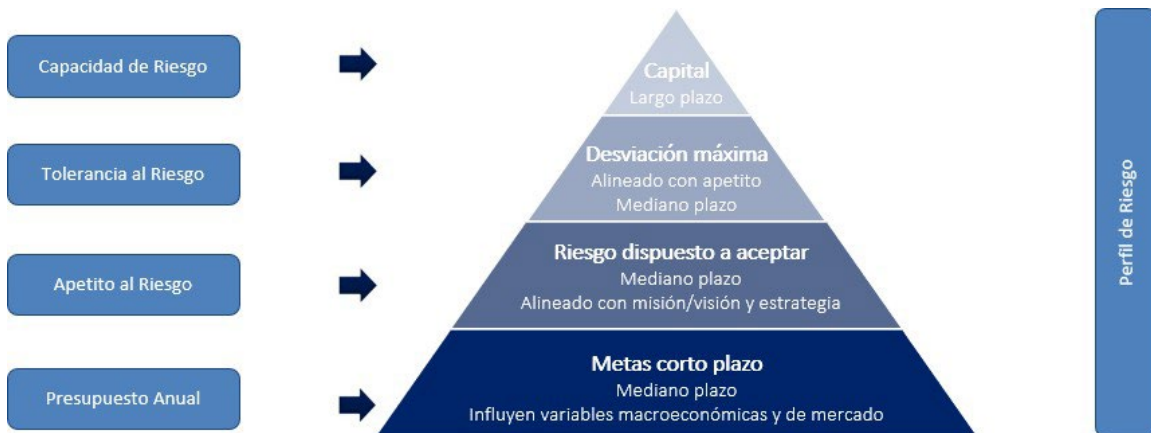 Capacidad de Riesgo
Capital
Largo plazo
Tolerancia al Riesgo
Desviación máxima
Alineado con apetito
Mediano plazo
Apetito al Riesgo
Riesgo dispuesto a aceptar
Mediano plazo
Alineado con misión/visión y estrategia
Presupuesto Anual
Metas corto plazo
Mediano plazo
Influyen variables macroeconómicas y de mercado
Perfil de Riesgo